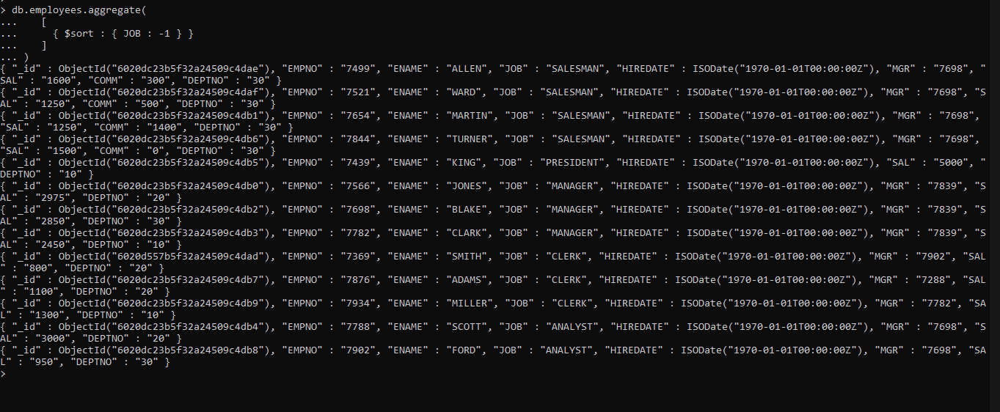 > db.employees.aggregate(
...    [
...      { $sort : { JOB : -1 } }
...    ]
... )
{ "_id" : ObjectId("6020dc23b5f32a24509c4dae"), "EMPNO" : "7499", "ENAME" : "ALLEN", "JOB" : "SALESMAN", "HIREDATE" : ISODate("1970-01-01T00:00:00Z"), "MGR" : "7698", "
SAL" : "1600", "COMM" : "300", "DEPTNO" : "30" }
{ "_id" : ObjectId("6020dc23b5f32a24509c4daf"), "EMPNO" : "7521", "ENAME" : "WARD", "JOB" : "SALESMAN", "HIREDATE" : ISODate("1970-01-01T00:00:00Z"), "MGR" : "7698", "S
AL" : "1250", "COMM" : "500", "DEPTNO" : "30" }
{ "_id" : ObjectId("6020dc23b5f32a24509c4db1"), "EMPNO" : "7654", "ENAME" : "MARTIN", "JOB" : "SALESMAN", "HIREDATE" : ISODate("1970-01-01T00:00:00Z"), "MGR" : "7698",
"SAL" : "1250", "COMM" : "1400", "DEPTNO" : "30" }
{ "_id" : ObjectId("6020dc23b5f32a24509c4db6"), "EMPNO" : "7844", "ENAME" : "TURNER", "JOB" : "SALESMAN", "HIREDATE" : ISODate("1970-01-01T00:00:00Z"), "MGR" : "7698",
"SAL" : "1500", "COMM" : "0", "DEPTNO" : "30" }
{ "_id" : ObjectId("6020dc23b5f32a24509c4db5"), "EMPNO" : "7439", "ENAME" : "KING", "JOB" : "PRESIDENT", "HIREDATE" : ISODate("1970-01-01T00:00:00Z"), "SAL" : "5000", "
DEPTNO" : "10" }
{ "_id" : ObjectId("6020dc23b5f32a24509c4db0"), "EMPNO" : "7566", "ENAME" : "JONES", "JOB" : "MANAGER", "HIREDATE" : ISODate("1970-01-01T00:00:00Z"), "MGR" : "7839", "S
AL" : "2975", "DEPTNO" : "20" }
{ "_id" : ObjectId("6020dc23b5f32a24509c4db2"), "EMPNO" : "7698", "ENAME" : "BLAKE", "JOB" : "MANAGER", "HIREDATE" : ISODate("1970-01-01T00:00:00Z"), "MGR" : "7839", "S
AL" : "2850", "DEPTNO" : "30" }
{ "_id" : ObjectId("6020dc23b5f32a24509c4db3"), "EMPNO" : "7782", "ENAME" : "CLARK", "JOB" : "MANAGER", "HIREDATE" : ISODate("1970-01-01T00:00:00Z"), "MGR" : "7839", "S
AL" : "2450", "DEPTNO" : "10" }
{ "_id" : ObjectId("6020d557b5f32a24509c4dad"), "EMPNO" : "7369", "ENAME" : "SMITH", "JOB" : "CLERK", "HIREDATE" : ISODate("1970-01-01T00:00:00Z"), "MGR" : "7902", "SAL
" : "800", "DEPTNO" : "20" }
{ "_id" : ObjectId("6020dc23b5f32a24509c4db7"), "EMPNO" : "7876", "ENAME" : "ADAMS", "JOB" : "CLERK", "HIREDATE" : ISODate("1970-01-01T00:00:00Z"), "MGR" : "7288", "SAL
" : "1100", "DEPTNO" : "20" }
{ "_id" : ObjectId("6020dc23b5f32a24509c4db9"), "EMPNO" : "7934", "ENAME" : "MILLER", "JOB" : "CLERK", "HIREDATE" : ISODate("1970-01-01T00:00:00Z"), "MGR" : "7782", "SA
L" : "1300", "DEPTNO" : "10" }
{ "_id" : ObjectId("6020dc23b5f32a24509c4db4"), "EMPNO" : "7788", "ENAME" : "SCOTT", "JOB" : "ANALYST", "HIREDATE" : ISODate("1970-01-01T00:00:00Z"), "MGR" : "7698", "S
AL" : "3000", "DEPTNO" : "20" }
{ "_id" : ObjectId("6020dc23b5f32a24509c4db8"), "EMPNO" : "7902", "ENAME" : "FORD", "JOB" : "ANALYST", "HIREDATE" : ISODate("1970-01-01T00:00:00Z"), "MGR" : "7698", "SA
L" : "950", "DEPTNO" : "30" }
>